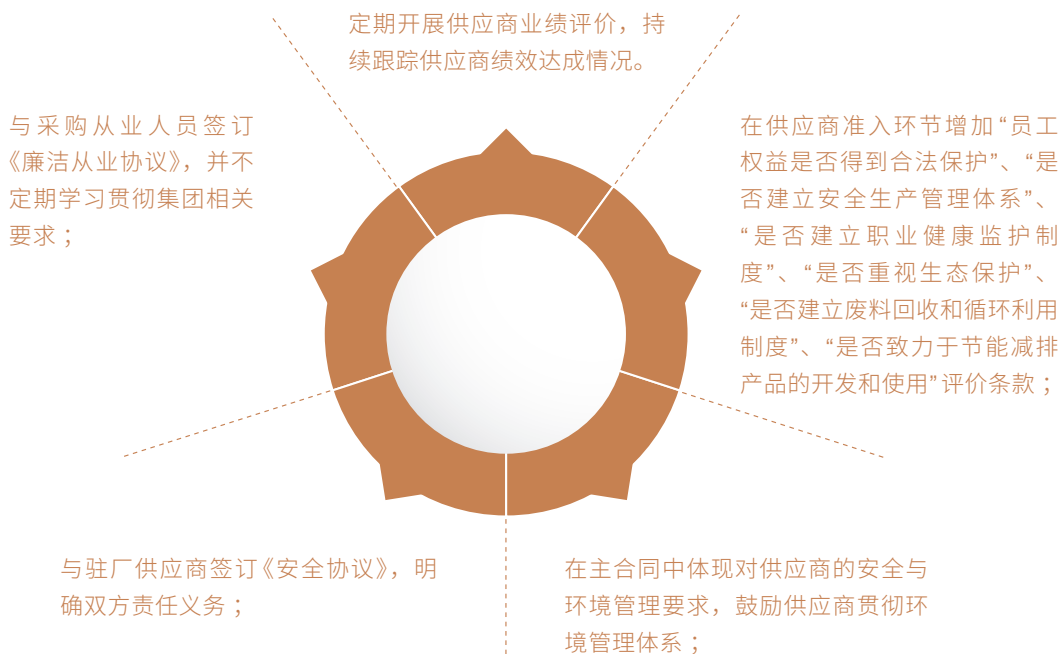 定期开展供应商业绩评价，持
续跟踪供应商绩效达成情况。
与采购从业人员签订
《廉洁从业协议》，并不
定期学习贯彻集团相关
要求；
在供应商准入环节增加“员工
权益是否得到合法保护”、“是
否建立安全生产管理体系”、
“是否建立职业健康监护制
度”、“是否重视生态保护”、
“是否建立废料回收和循环利用
制度”、“是否致力于节能减排
产品的开发和使用”评价条款；
与驻厂供应商签订《安全协议》，明
确双方责任义务；
在主合同中体现对供应商的安全与
环境管理要求，鼓励供应商贯彻环
境管理体系；